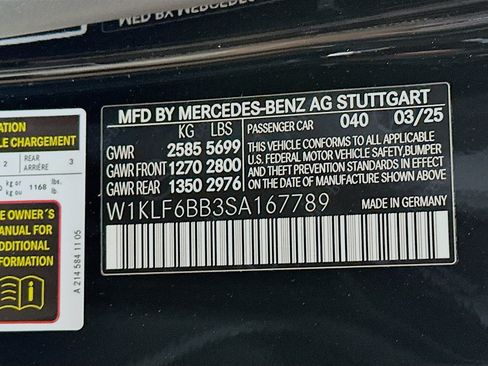 MFD BY MERCEDES-BENZ AG STUTTGART
KG LBS PASSENGER CAR 040 03/25
GVWR 2585 5699
GAWR FRONT 1270 2800
GAWR REAR 1350 2976
THIS VEHICLE CONFORMS TO ALL APPLICABLE
U.S. FEDERAL MOTOR VEHICLE SAFETY, BUMPER
AND THEFT PREVENTION STANDARDS IN EFFECT
ON THE DATE OF MANUFACTURE SHOWN ABOVE.
W1KLF6BB3SA167789 MADE IN GERMANY
ATION
LE CHARGEMENT
2 REAR 3
ARRIÈRE
kg or
kg ou 1168 lbs.
lb.
E OWNER´S
ANUAL FOR
DDITIONAL
FORMATION
A 214 584 11 05